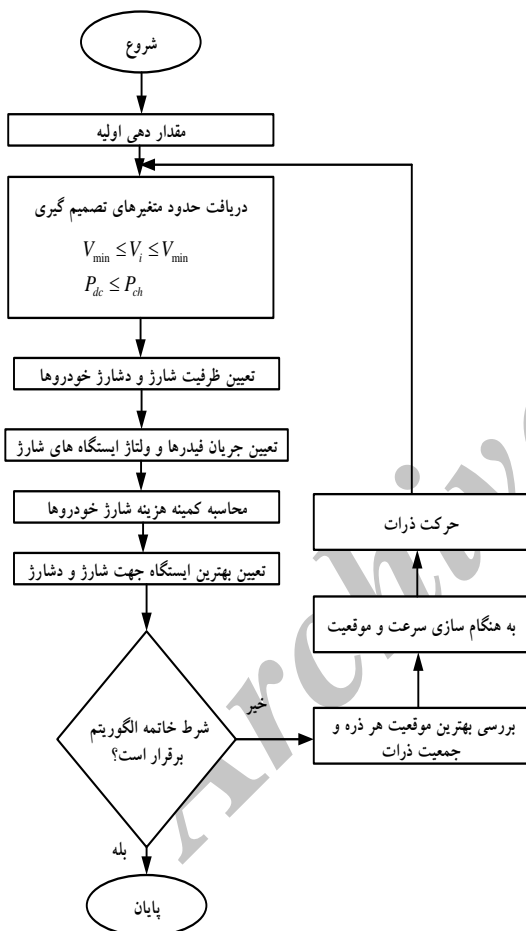 شروع
مقدار دهی اولیه
دریافت حدود متغیرهای تصمیم گیری
V_min ≤ V_i ≤ V_min
P_dc ≤ P_ch
تعیین ظرفیت شارژ و دشارژ خودروها
تعیین جریان فیدرها و ولتاژ ایستگاه های شارژ
محاسبه کمینه هزینه شارژ خودروها
تعیین بهترین ایستگاه جهت شارژ و دشارژ
شرط خاتمه الگوریتم
برقرار است؟
خیر
بررسی بهترین موقعیت هر ذره و
جمعیت ذرات
به هنگام سازی سرعت و موقعیت
حرکت ذرات
بله
پایان
Archive